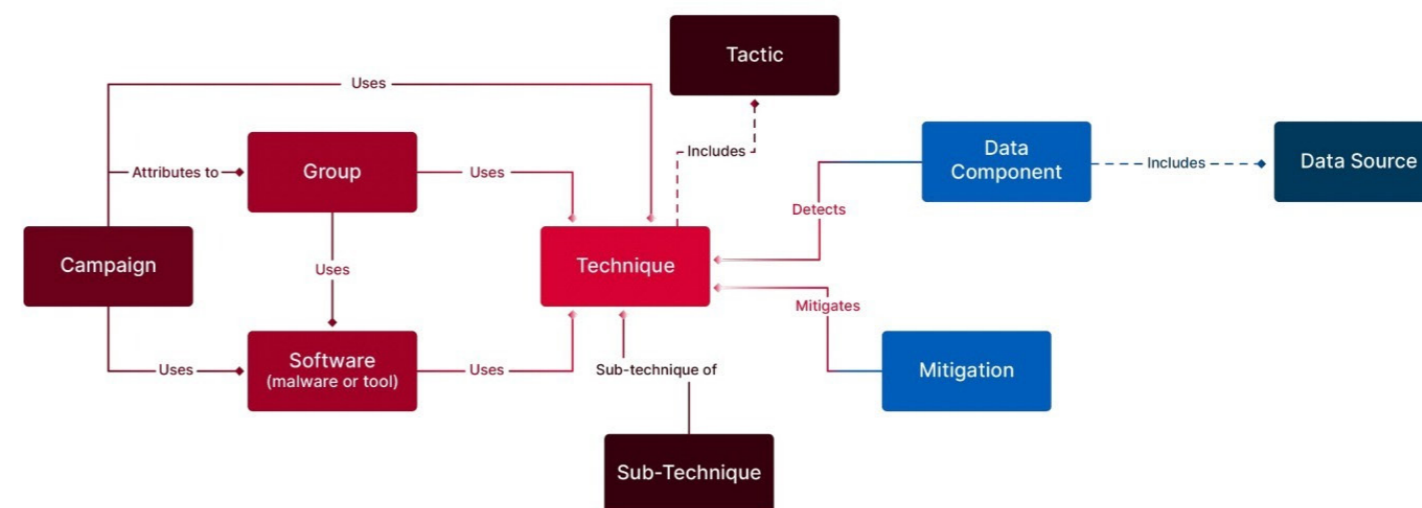 Tactic
Uses
Includes
Data
Component
Includes
Data Source
Attributes to
Group
Uses
Detects
Campaign
Uses
Technique
Mitigates
Uses
Software
(malware or tool)
Uses
Sub-technique of
Mitigation
Sub-Technique